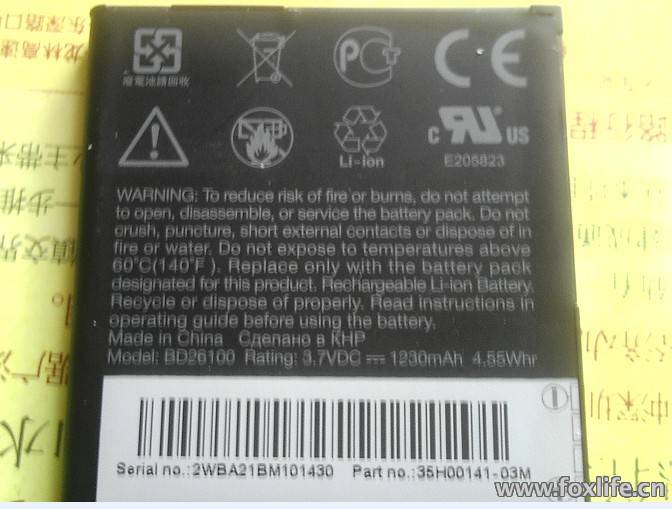 廢電池請回收
CE
Li-ion
c RU US
E205823
WARNING: To reduce risk of fire or burns, do not attempt
to open, disassemble, or service the battery pack. Do not
crush, puncture, short external contacts or dispose of in
fire or water. Do not expose to temperatures above
60°C(140°F). Replace only with the battery pack
designated for this product. Rechargeable Li-ion Battery.
Recycle or dispose of properly. Read instructions in
operating guide before using the battery.
Made in China Сделано в КНР
Model: BD26100 Rating: 3.7VDC 1230mAh 4.55Whr
Serial no.:2WBA21BM101430 Part no.:35H00141-03M
www.foxlife.cn